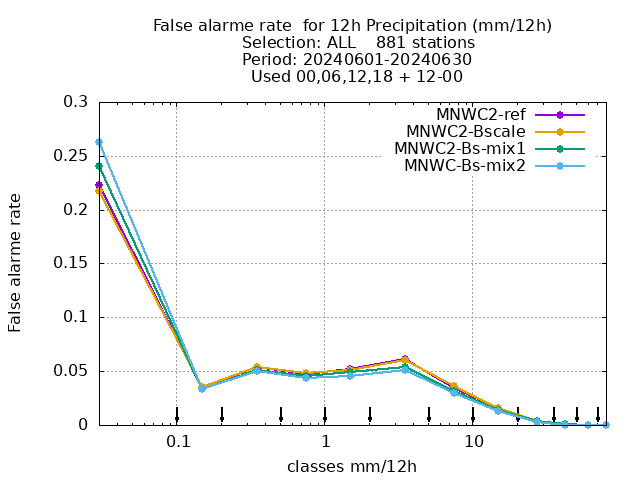 False alarme rate  for 12h Precipitation (mm/12h)
Selection: ALL    881 stations
Period: 20240601-20240630
Used 00,06,12,18 + 12-00
MNWC2-ref
MNWC2-Bscale
MNWC2-Bs-mix1
MNWC-Bs-mix2
False alarme rate
0.3
0.25
0.2
0.15
0.1
0.05
0
0.1
1
10
classes mm/12h